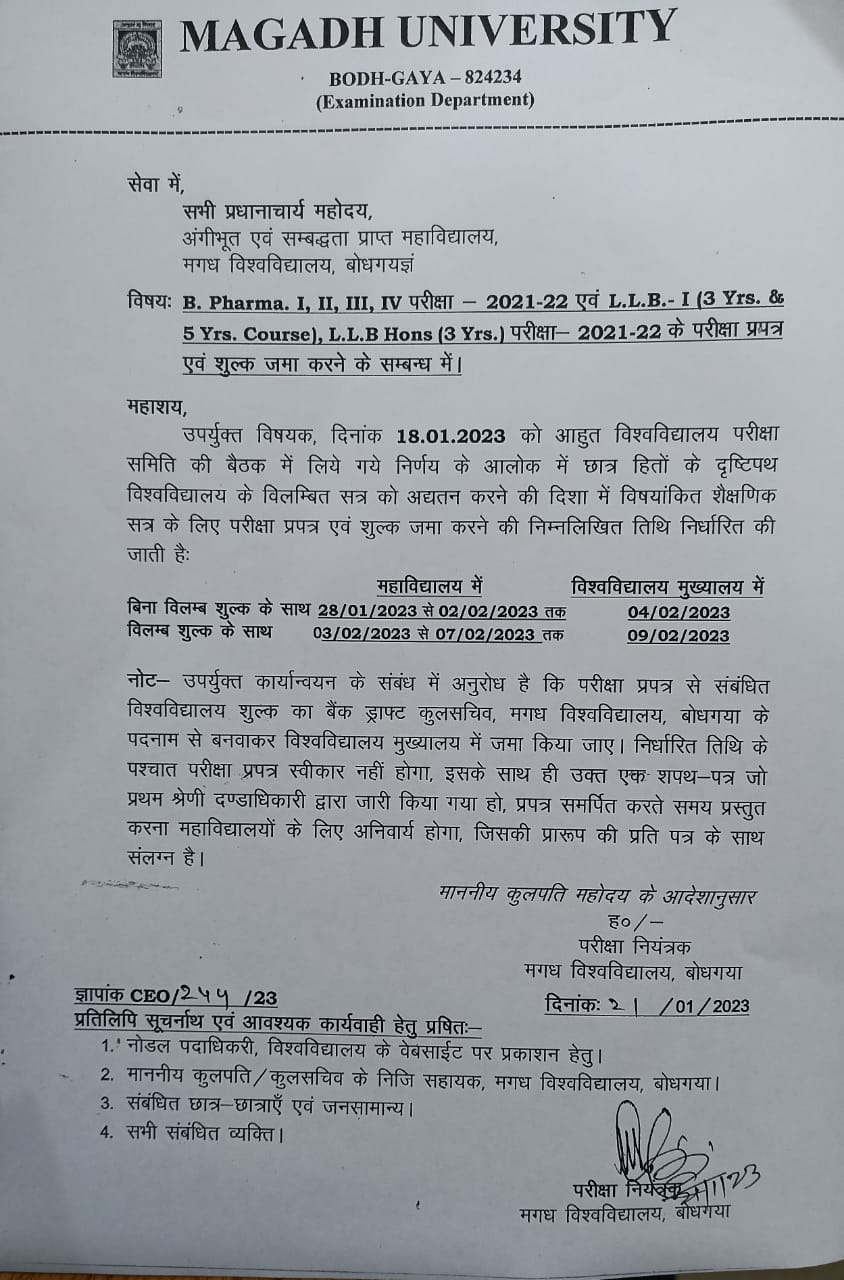 MAGADH UNIVERSITY
BODH-GAYA – 824234
(Examination Department)
सेवा में,
सभी प्रधानाचार्य महोदय,
अंगीभूत एवं सम्बद्धता प्राप्त महाविद्यालय,
मगध विश्वविद्यालय, बोधगयज्ञं
विषयः B. Pharma. I, II, III, IV परीक्षा – 2021-22 एवं L.L.B.- I (3 Yrs. &
5 Yrs. Course), L.L.B Hons (3 Yrs.) परीक्षा– 2021-22 के परीक्षा प्रपत्र
एवं शुल्क जमा करने के सम्बन्ध में।
महाशय,
उपर्युक्त विषयक, दिनांक 18.01.2023 को आहुत विश्वविद्यालय परीक्षा
समिति की बैठक में लिये गये निर्णय के आलोक में छात्र हितों के दृष्टिपथ
विश्वविद्यालय के विलम्बित सत्र को अद्यतन करने की दिशा में विषयांकित शैक्षणिक
सत्र के लिए परीक्षा प्रपत्र एवं शुल्क जमा करने की निम्नलिखित तिथि निर्धारित की
जाती हैः
महाविद्यालय में विश्वविद्यालय मुख्यालय में
बिना विलम्ब शुल्क के साथ 28/01/2023 से 02/02/2023 तक 04/02/2023
विलम्ब शुल्क के साथ 03/02/2023 से 07/02/2023 तक 09/02/2023
नोट– उपर्युक्त कार्यान्वयन के संबंध में अनुरोध है कि परीक्षा प्रपत्र से संबंधित
विश्वविद्यालय शुल्क का बैंक ड्राफ्ट कुलसचिव, मगध विश्वविद्यालय, बोधगया के
पदनाम से बनवाकर विश्वविद्यालय मुख्यालय में जमा किया जाए। निर्धारित तिथि के
पश्चात परीक्षा प्रपत्र स्वीकार नहीं होगा, इसके साथ ही उक्त एक शपथ–पत्र जो
प्रथम श्रेणी दण्डाधिकारी द्वारा जारी किया गया हो, प्रपत्र समर्पित करते समय प्रस्तुत
करना महाविद्यालयों के लिए अनिवार्य होगा, जिसकी प्रारूप की प्रति पत्र के साथ
संलग्न है।
माननीय कुलपति महोदय के आदेशानुसार
ह०/–
परीक्षा नियंत्रक
मगध विश्वविद्यालय, बोधगया
ज्ञापांक CEO/244/23 दिनांकः 21/01/2023
प्रतिलिपि सूचर्नाथ एवं आवश्यक कार्यवाही हेतु प्रषितः–
1. नोडल पदाधिकरी, विश्वविद्यालय के वेबसाईट पर प्रकाशन हेतु।
2. माननीय कुलपति/कुलसचिव के निजि सहायक, मगध विश्वविद्यालय, बोधगया।
3. संबंधित छात्र–छात्राएँ एवं जनसामान्य।
4. सभी संबंधित व्यक्ति।
परीक्षा नियंत्रक
मगध विश्वविद्यालय, बोधगया